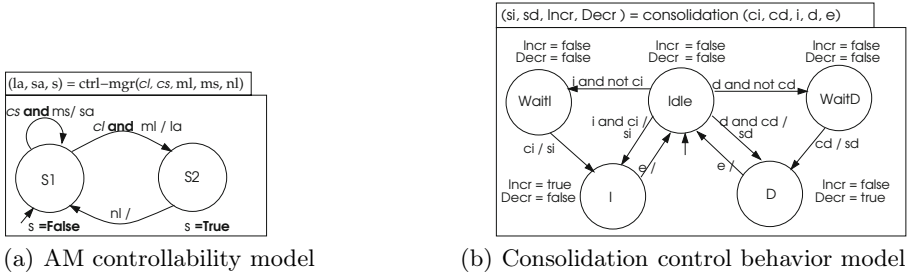 (la, sa, s) = ctrl−mgr(cl, cs, ml, ms, nl)
cs and ms/ sa
cl and ml / la
S1
S2
nl /
s =False
s =True
(a) AM controllability model
(si, sd, Incr, Decr ) = consolidation (ci, cd, i, d, e)
Incr = false
Decr = false
Incr = false
Decr = false
Incr = false
Decr = false
i and not ci
d and not cd
WaitI
Idle
WaitD
i and ci /
si
d and cd /
sd
ci / si
cd / sd
e /
e /
Incr = true
Decr = false
I
D
Incr = false
Decr = true
(b) Consolidation control behavior model